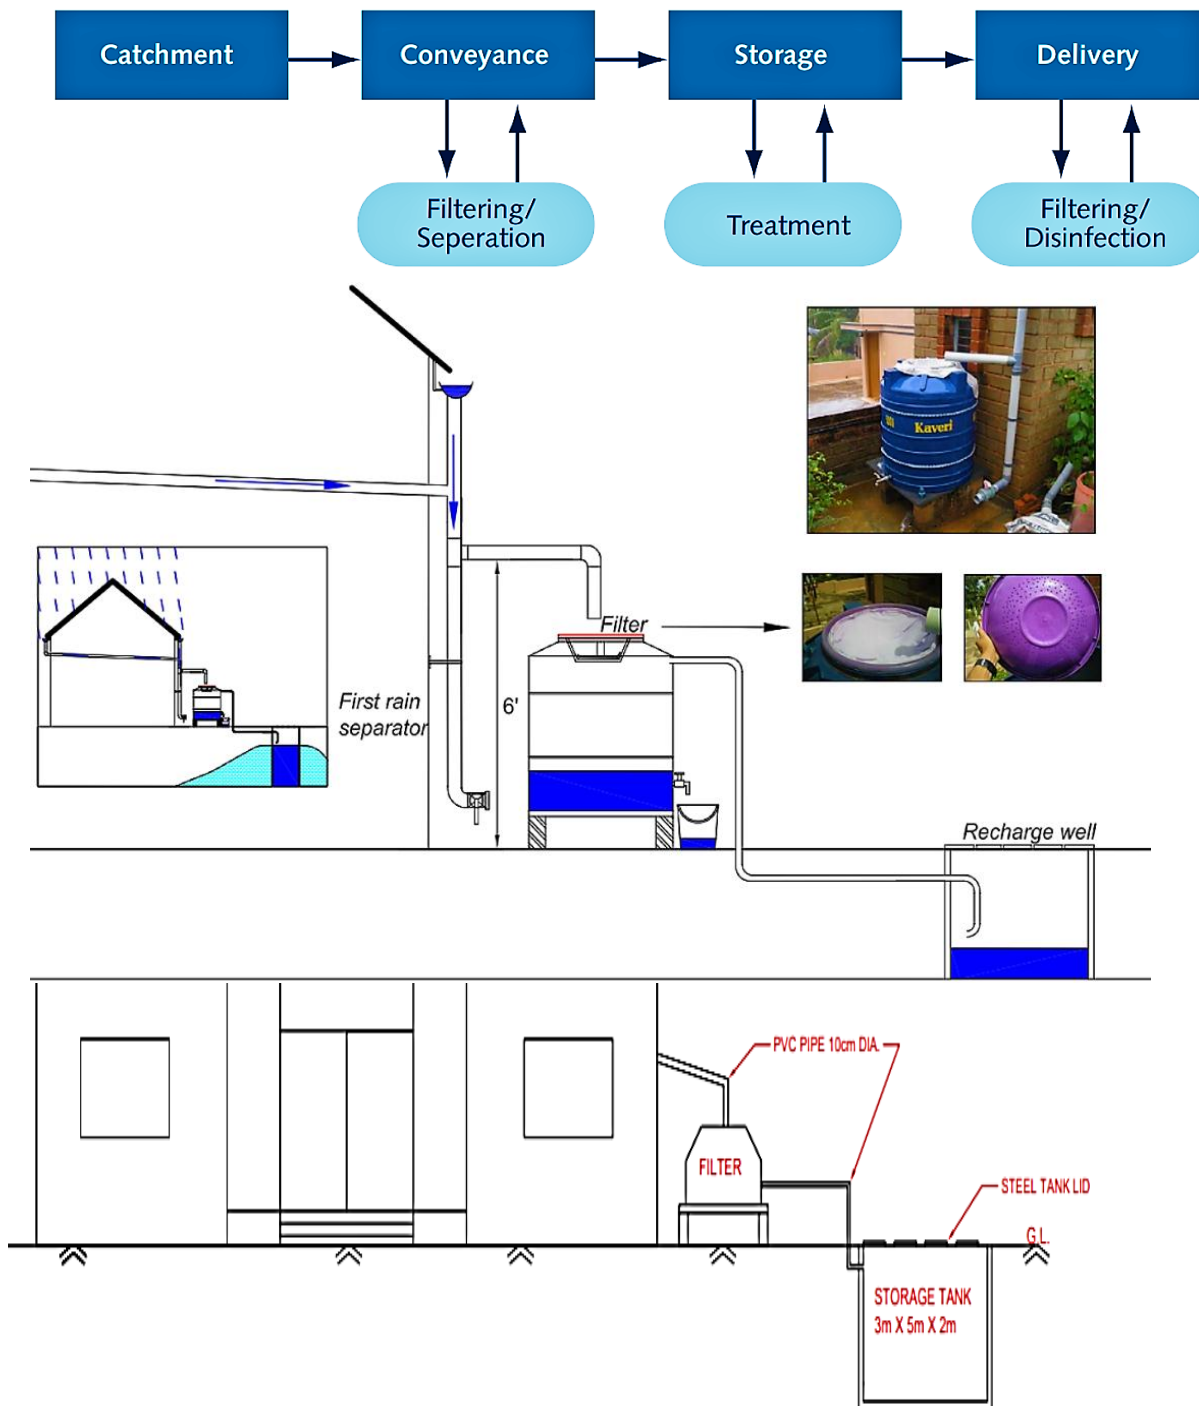 Catchment
Conveyance
Storage
Delivery
Filtering/
Seperation
Treatment
Filtering/
Disinfection
Kaveri
Filter
First rain
separator
6'
Recharge well
PVC PIPE 10cm DIA.
FILTER
STEEL TANK LID
G.L.
STORAGE TANK
3m X 5m X 2m